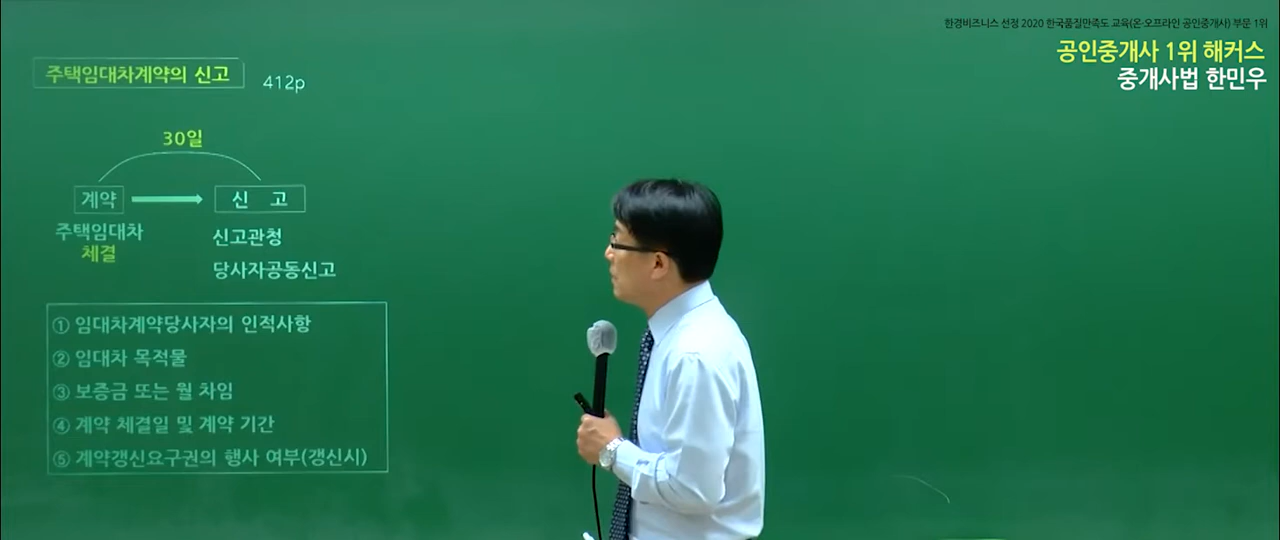 한경비즈니스 선정 2020 한국품질만족도 교육(온·오프라인 공인중개사) 부문 1위
공인중개사 1위 해커스
중개사법 한민우
주택임대차계약의 신고 412p
30일
계약 신 고
주택임대차 신고관청
체결
당사자공동신고
① 임대차계약당사자의 인적사항
② 임대차 목적물
③ 보증금 또는 월 차임
④ 계약 체결일 및 계약 기간
⑤ 계약갱신요구권의 행사 여부(갱신시)